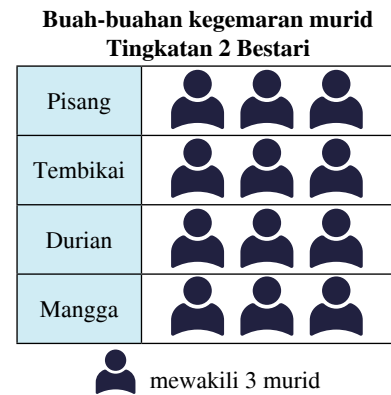 Buah-buahan kegemaran murid
Tingkatan 2 Bestari
Pisang
Tembikai
Durian
Mangga
mewakili 3 murid